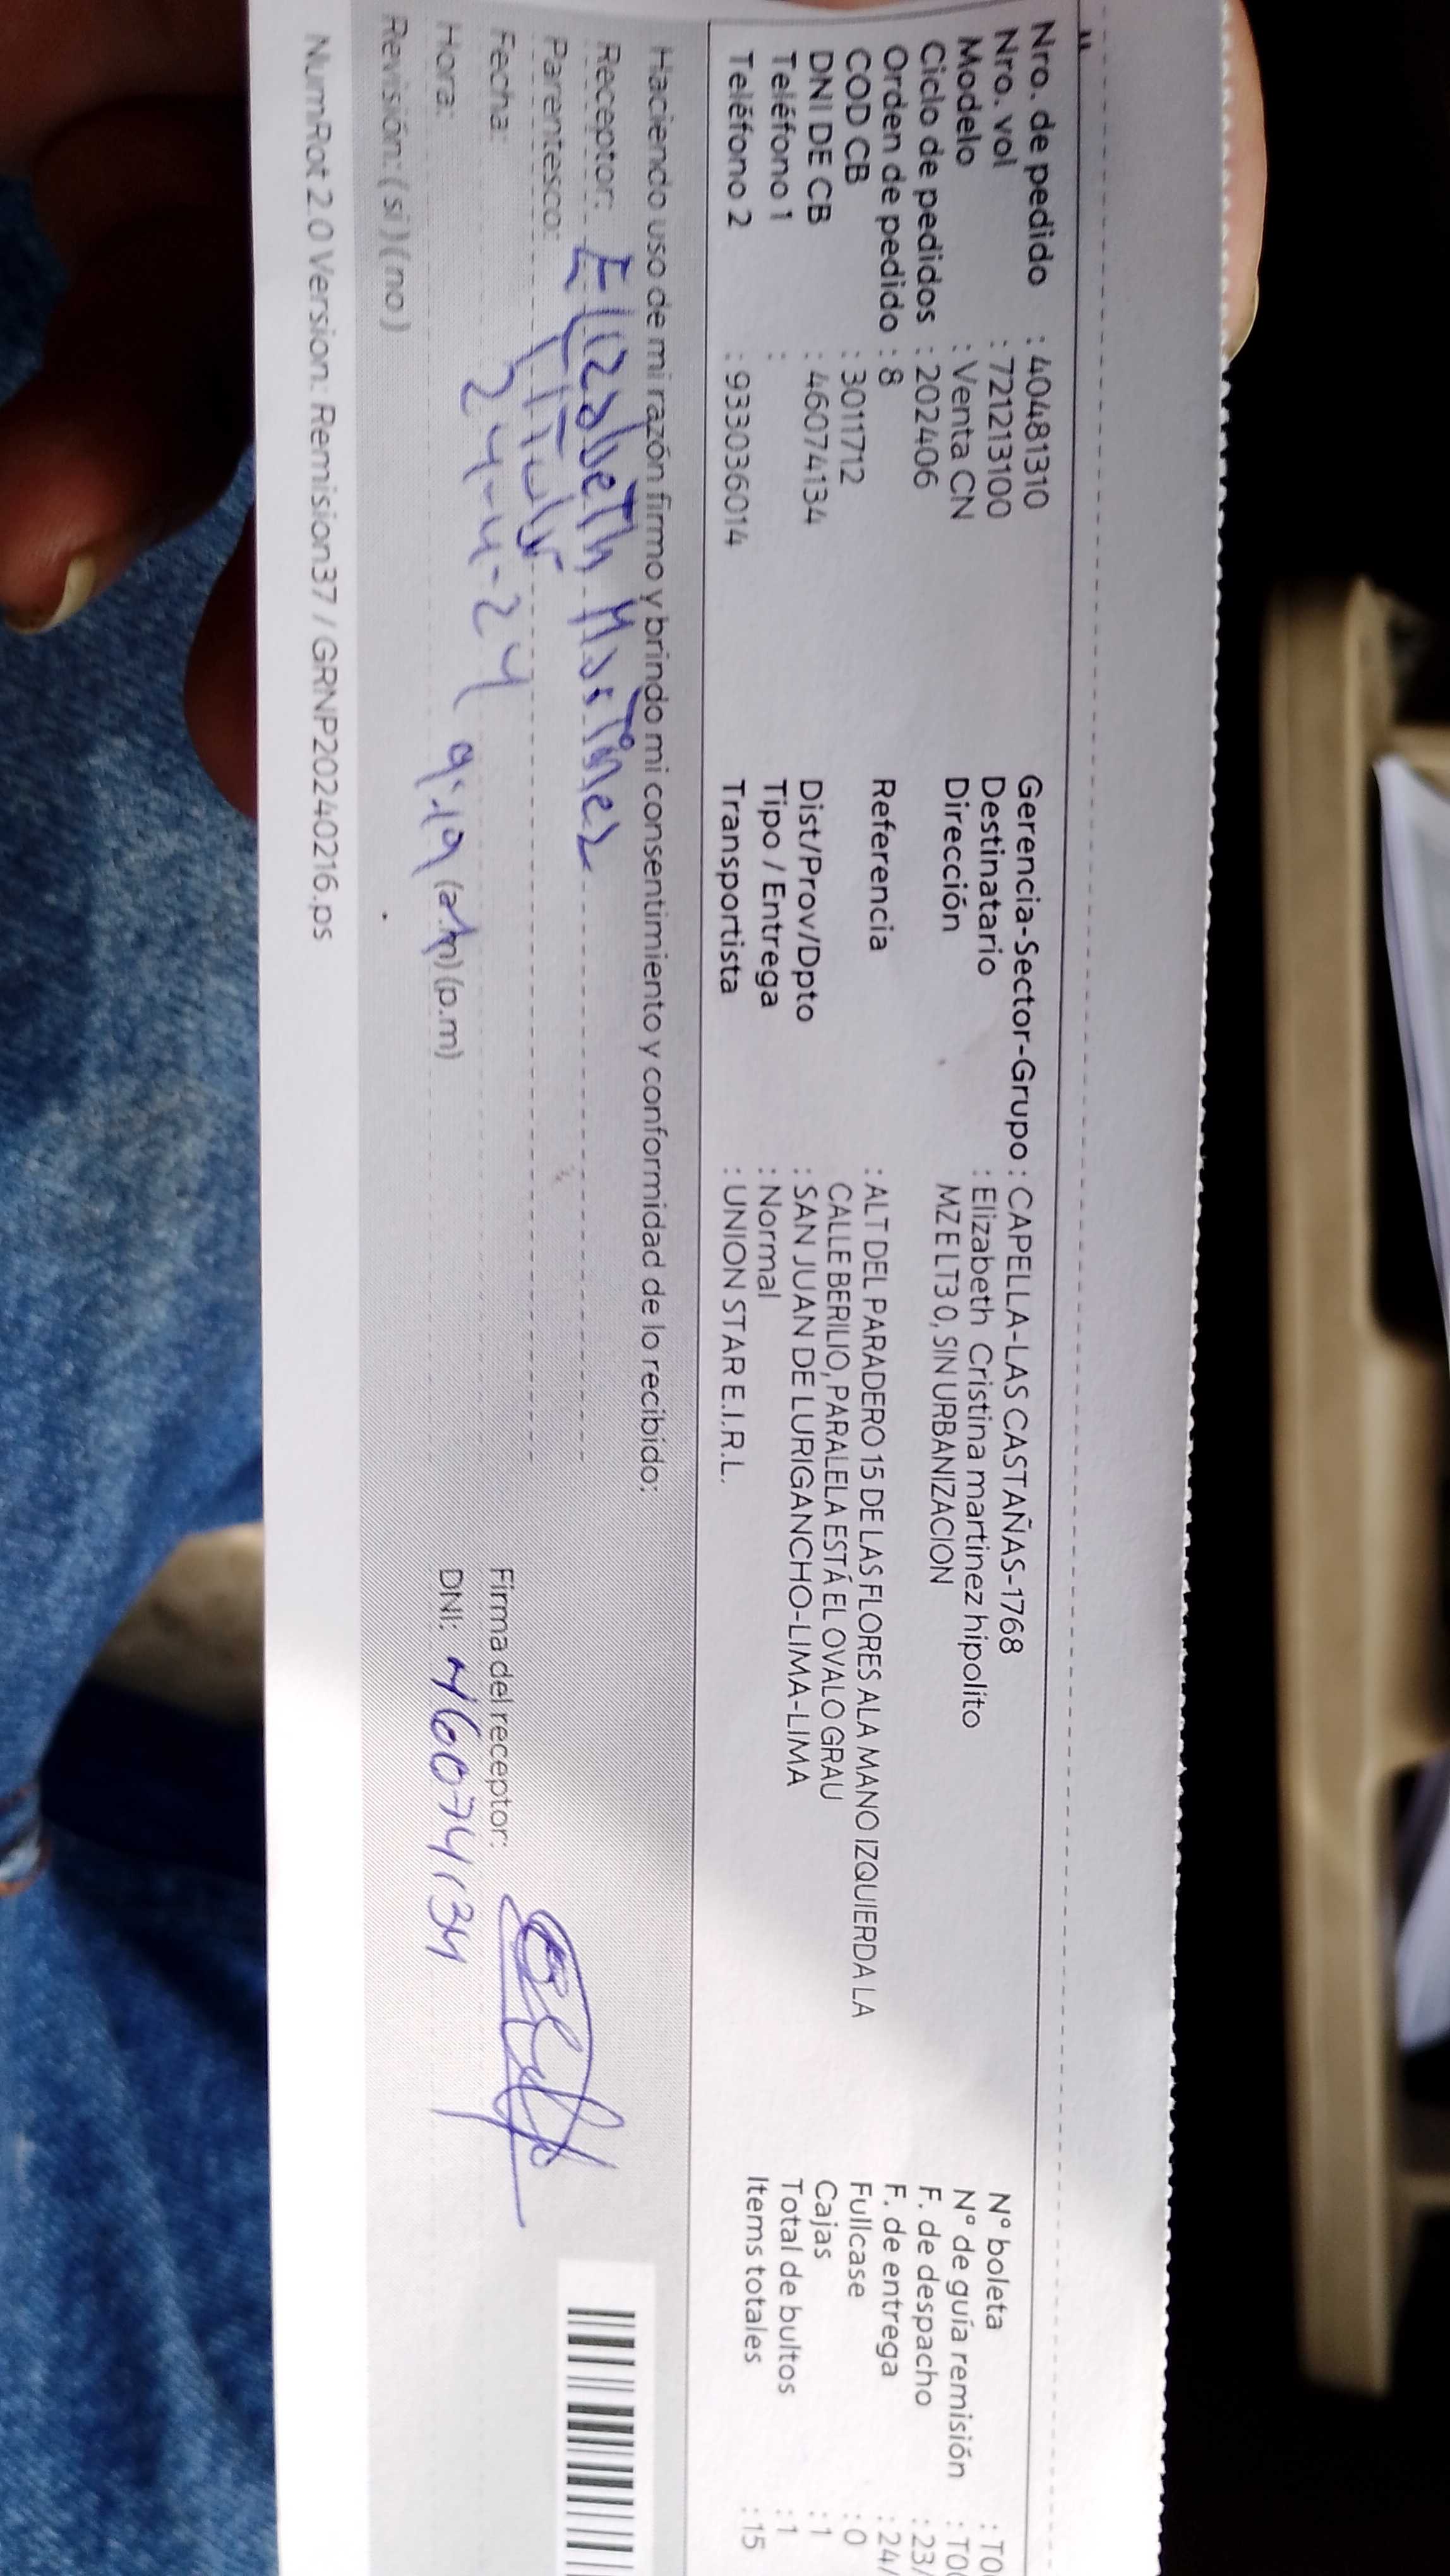 Nro. de pedido : 40481310
Nro. vol : 721213100
Modelo : Venta CN
Ciclo de pedidos : 202406
Orden de pedido : 8
COD CB : 3011712
DNI DE CB : 46074134
Teléfono 1 :
Teléfono 2 : 933036014
Gerencia-Sector-Grupo : CAPELLA-LAS CASTAÑAS-1768
Destinatario : Elizabeth Cristina martinez hipolito
Dirección MZ E LT3 0, SIN URBANIZACION
Referencia : ALT DEL PARADERO 15 DE LAS FLORES ALA MANO IZQUIERDA LA
CALLE BERILIO, PARALELA ESTÁ EL OVALO GRAU
Dist/Prov/Dpto : SAN JUAN DE LURIGANCHO-LIMA-LIMA
Tipo / Entrega : Normal
Transportista : UNION STAR E.I.R.L.
N° boleta : T0
N° de guía remisión : T00
F. de despacho : 23/
F. de entrega : 24/
Fullcase : 0
Cajas : 1
Total de bultos : 1
Items totales : 15
Haciendo uso de mi razón firmo y brindo mi consentimiento y conformidad de lo recibido:
Receptor: Elizabeth Martinez
Parentesco:
Fecha: 24-4-24
Hora: 9:19 (a.m) (p.m)
Revisión: ( si ) ( no )
Firma del receptor:
DNI: 46074134
NumRot 2.0 Version: Remision37 / GRNP20240216.ps